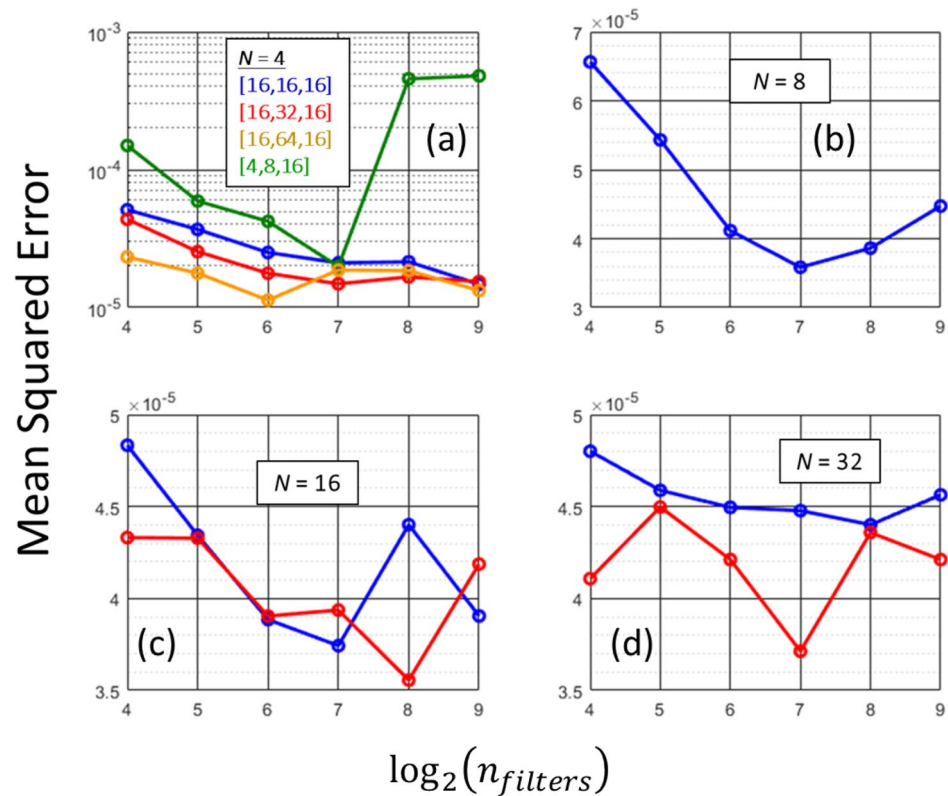 Mean Squared Error
10⁻³
10⁻⁴
10⁻⁵
N = 4
[16,16,16]
[16,32,16]
[16,64,16]
[4,8,16]
(a)
4 5 6 7 8 9
7 × 10⁻⁵
6
5
4
3
N = 8
(b)
4 5 6 7 8 9
5 × 10⁻⁵
4.5
4
3.5
N = 16
(c)
4 5 6 7 8 9
5 × 10⁻⁵
4.5
4
3.5
N = 32
(d)
4 5 6 7 8 9
log₂(n_filters)